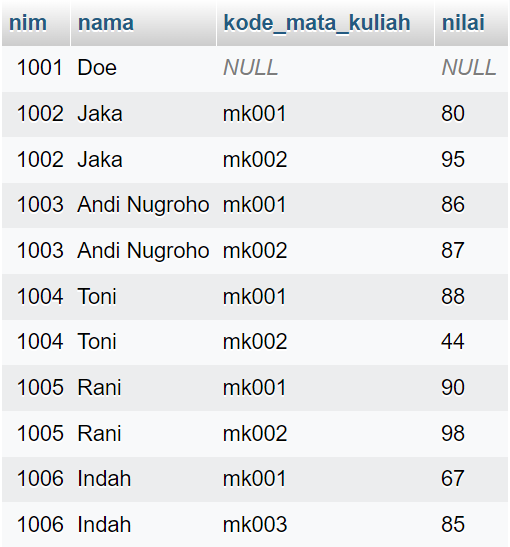 nim nama kode_mata_kuliah nilai
1001 Doe NULL NULL
1002 Jaka mk001 80
1002 Jaka mk002 95
1003 Andi Nugroho mk001 86
1003 Andi Nugroho mk002 87
1004 Toni mk001 88
1004 Toni mk002 44
1005 Rani mk001 90
1005 Rani mk002 98
1006 Indah mk001 67
1006 Indah mk003 85